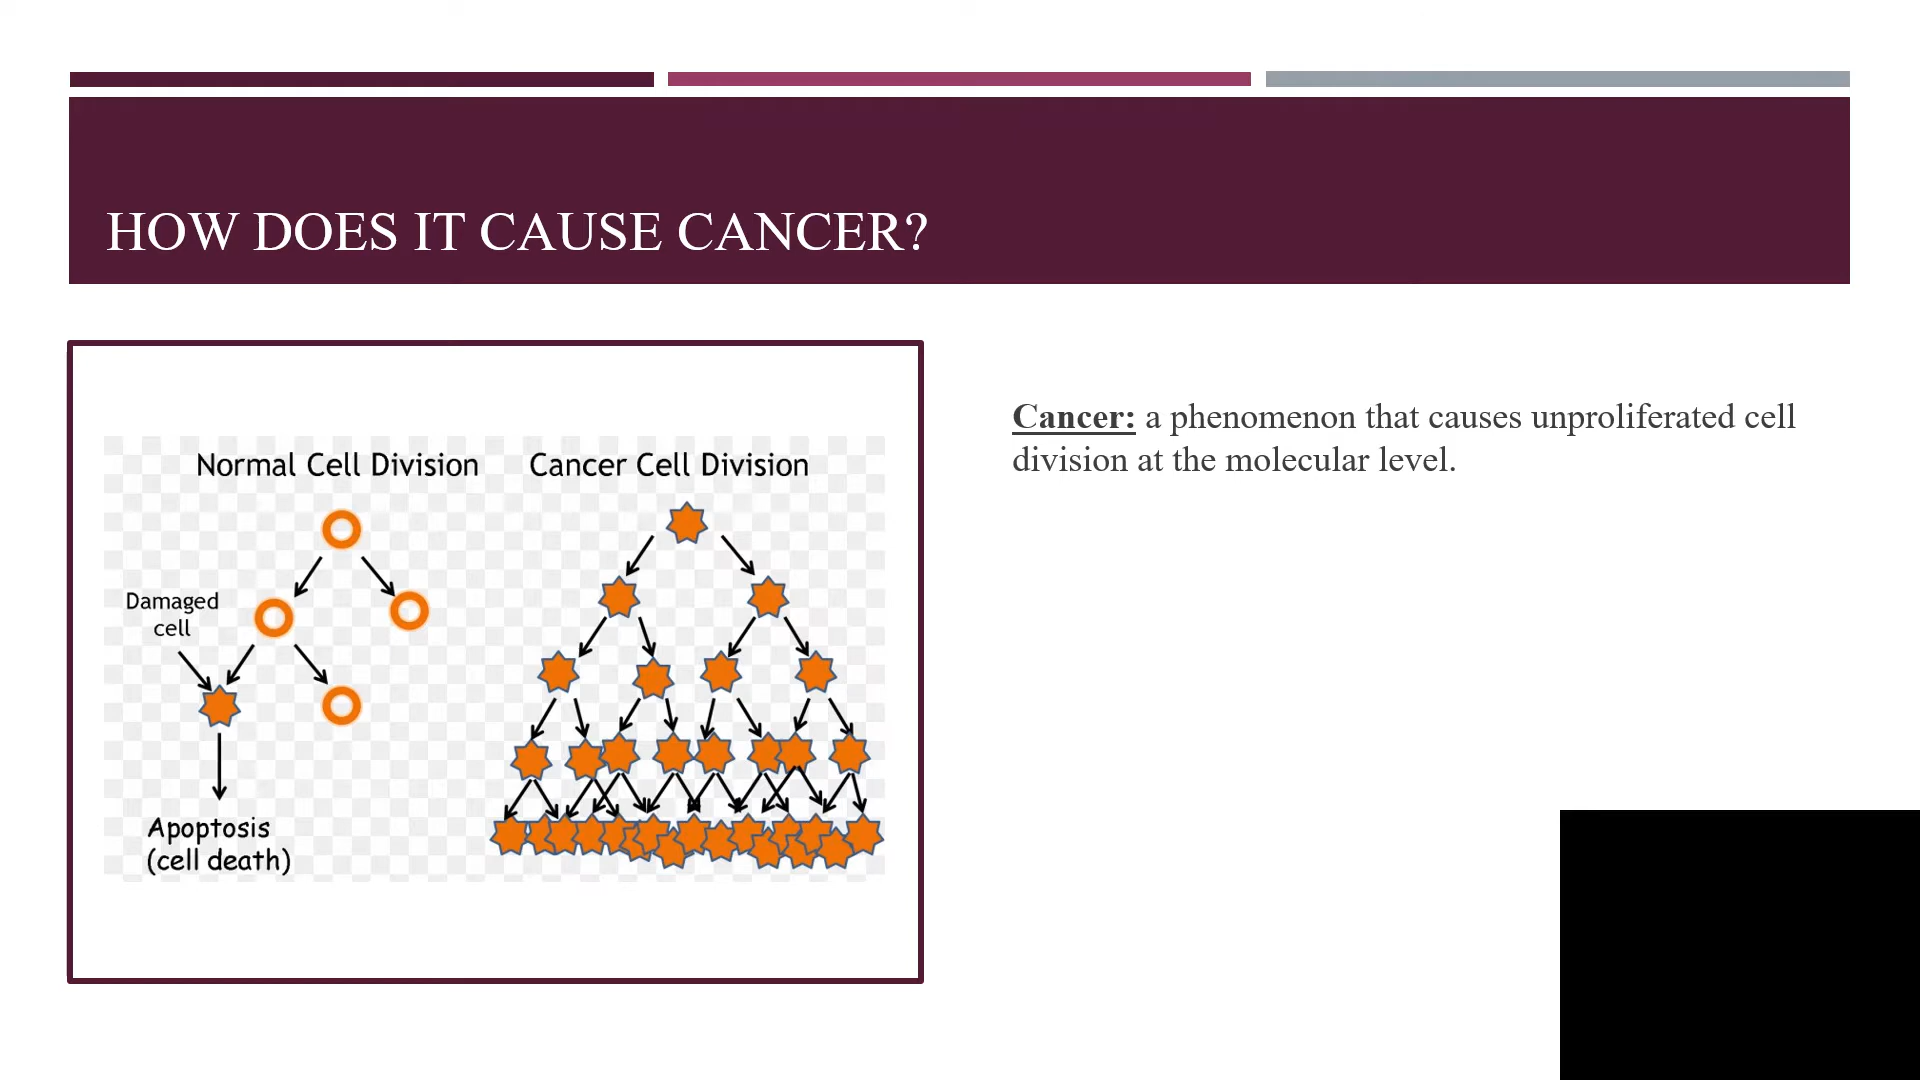 HOW DOES IT CAUSE CANCER?
Normal Cell Division
Cancer Cell Division
Damaged
cell
Apoptosis
(cell death)
Cancer: a phenomenon that causes unproliferated cell
division at the molecular level.